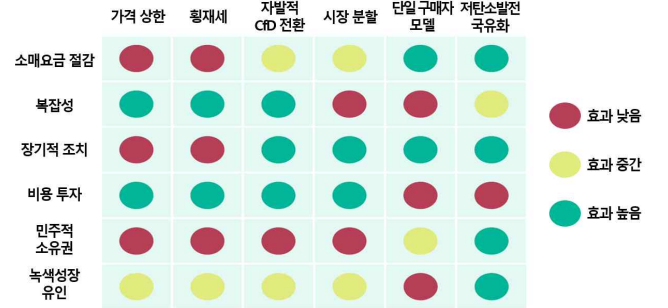 가격 상한
횡재세
자발적
CfD 전환
시장 분할
단일 구매자
모델
저탄소발전
국유화
소매요금 절감
복잡성
장기적 조치
비용 투자
민주적
소유권
녹색성장
유인
효과 낮음
효과 중간
효과 높음